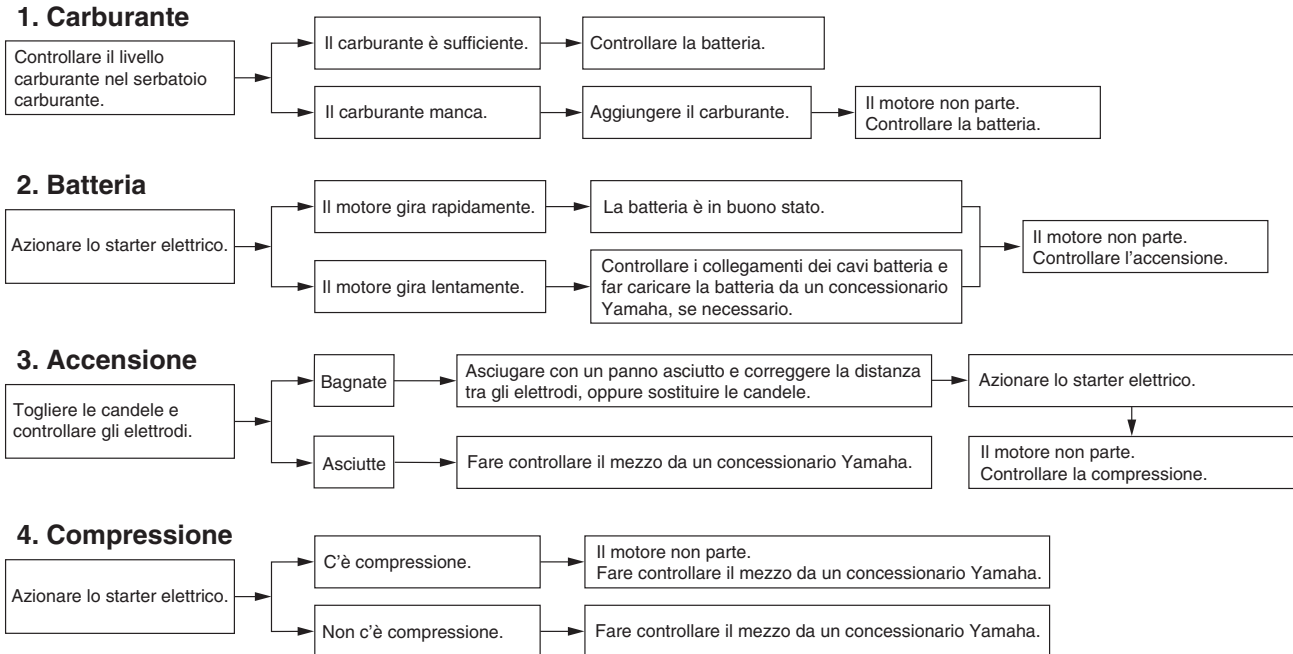 1. Carburante
Controllare il livello
carburante nel serbatoio
carburante.
Il carburante è sufficiente.
Controllare la batteria.
Il carburante manca.
Aggiungere il carburante.
Il motore non parte.
Controllare la batteria.
2. Batteria
Azionare lo starter elettrico.
Il motore gira rapidamente.
La batteria è in buono stato.
Il motore gira lentamente.
Controllare i collegamenti dei cavi batteria e
far caricare la batteria da un concessionario
Yamaha, se necessario.
Il motore non parte.
Controllare l’accensione.
3. Accensione
Togliere le candele e
controllare gli elettrodi.
Bagnate
Asciugare con un panno asciutto e correggere la distanza
tra gli elettrodi, oppure sostituire le candele.
Azionare lo starter elettrico.
Asciutte
Fare controllare il mezzo da un concessionario Yamaha.
Il motore non parte.
Controllare la compressione.
4. Compressione
Azionare lo starter elettrico.
C’è compressione.
Il motore non parte.
Fare controllare il mezzo da un concessionario Yamaha.
Non c’è compressione.
Fare controllare il mezzo da un concessionario Yamaha.